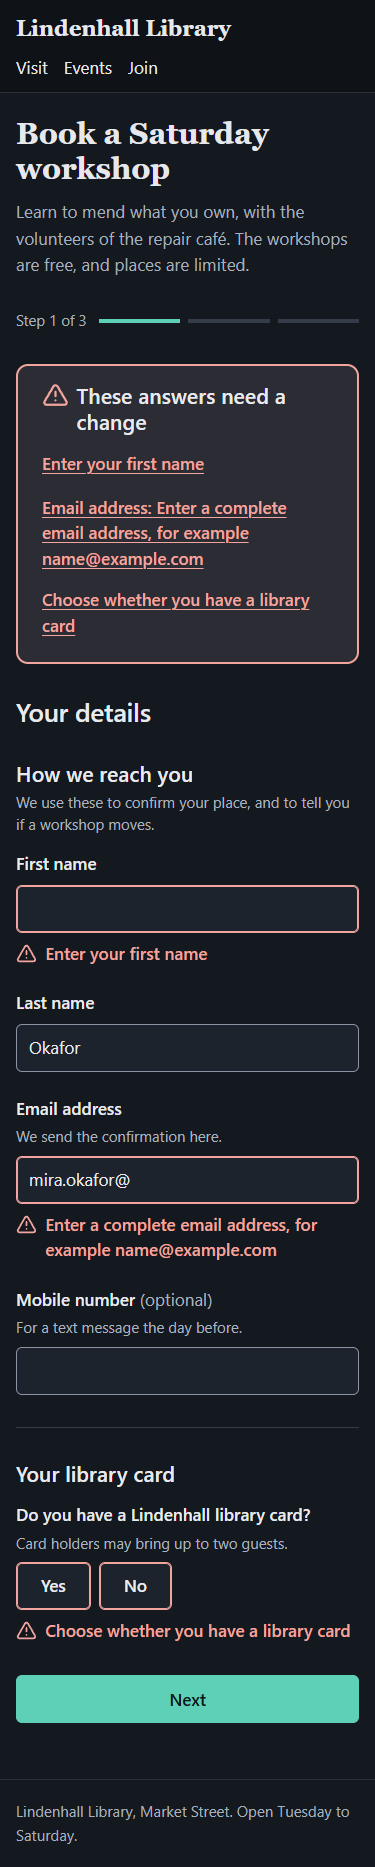 Lindenhall Library
Visit Events Join
Book a Saturday
workshop
Learn to mend what you own, with the
volunteers of the repair café. The workshops
are free, and places are limited.
Step 1 of 3
These answers need a
change
Enter your first name
Email address: Enter a complete
email address, for example
name@example.com
Choose whether you have a library
card
Your details
How we reach you
We use these to confirm your place, and to tell you
if a workshop moves.
First name
Enter your first name
Last name
Okafor
Email address
We send the confirmation here.
mira.okafor@
Enter a complete email address, for
example name@example.com
Mobile number (optional)
For a text message the day before.
Your library card
Do you have a Lindenhall library card?
Card holders may bring up to two guests.
Yes No
Choose whether you have a library card
Next
Lindenhall Library, Market Street. Open Tuesday to
Saturday.